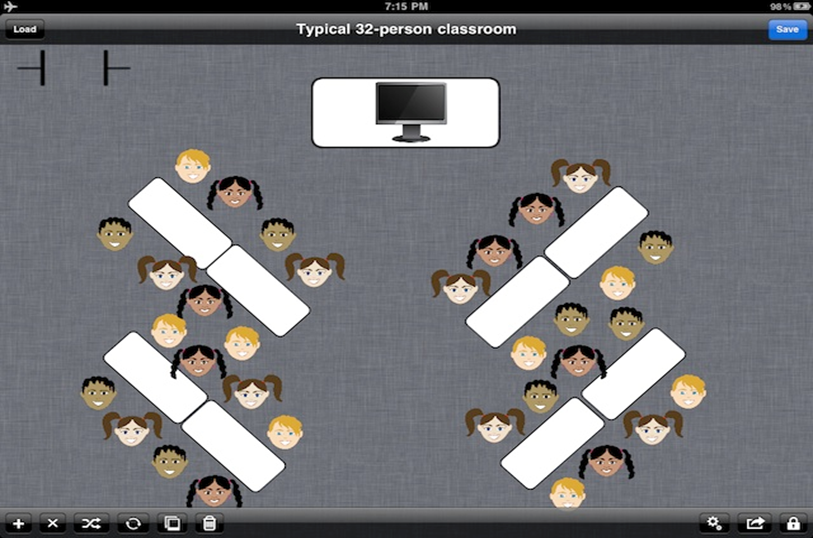 7:15 PM
98%
Load
Typical 32-person classroom
Save